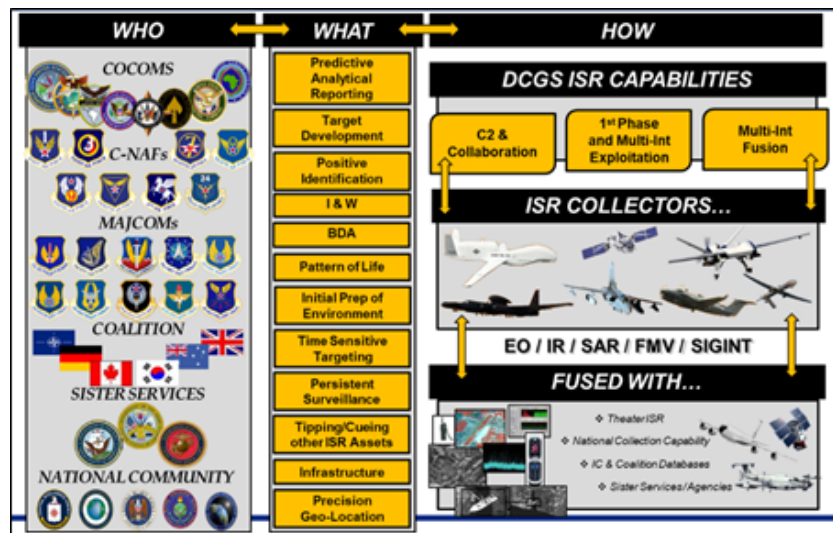 WHO
COCOMS
C-NAFs
MAJCOMs
COALITION
SISTER SERVICES
NATIONAL COMMUNITY
WHAT
Predictive
Analytical
Reporting
Target
Development
Positive
Identification
I & W
BDA
Pattern of Life
Initial Prep of
Environment
Time Sensitive
Targeting
Persistent
Surveillance
Tipping/Cueing
other ISR Assets
Infrastructure
Precision
Geo-Location
HOW
DCGS ISR CAPABILITIES
C2 &
Collaboration
1st Phase
and Multi-Int
Exploitation
Multi-Int
Fusion
ISR COLLECTORS...
EO / IR / SAR / FMV / SIGINT
FUSED WITH...
❖ Theater ISR
❖ National Collection Capability
❖ IC & Coalition Databases
❖ Sister Services/Agencies